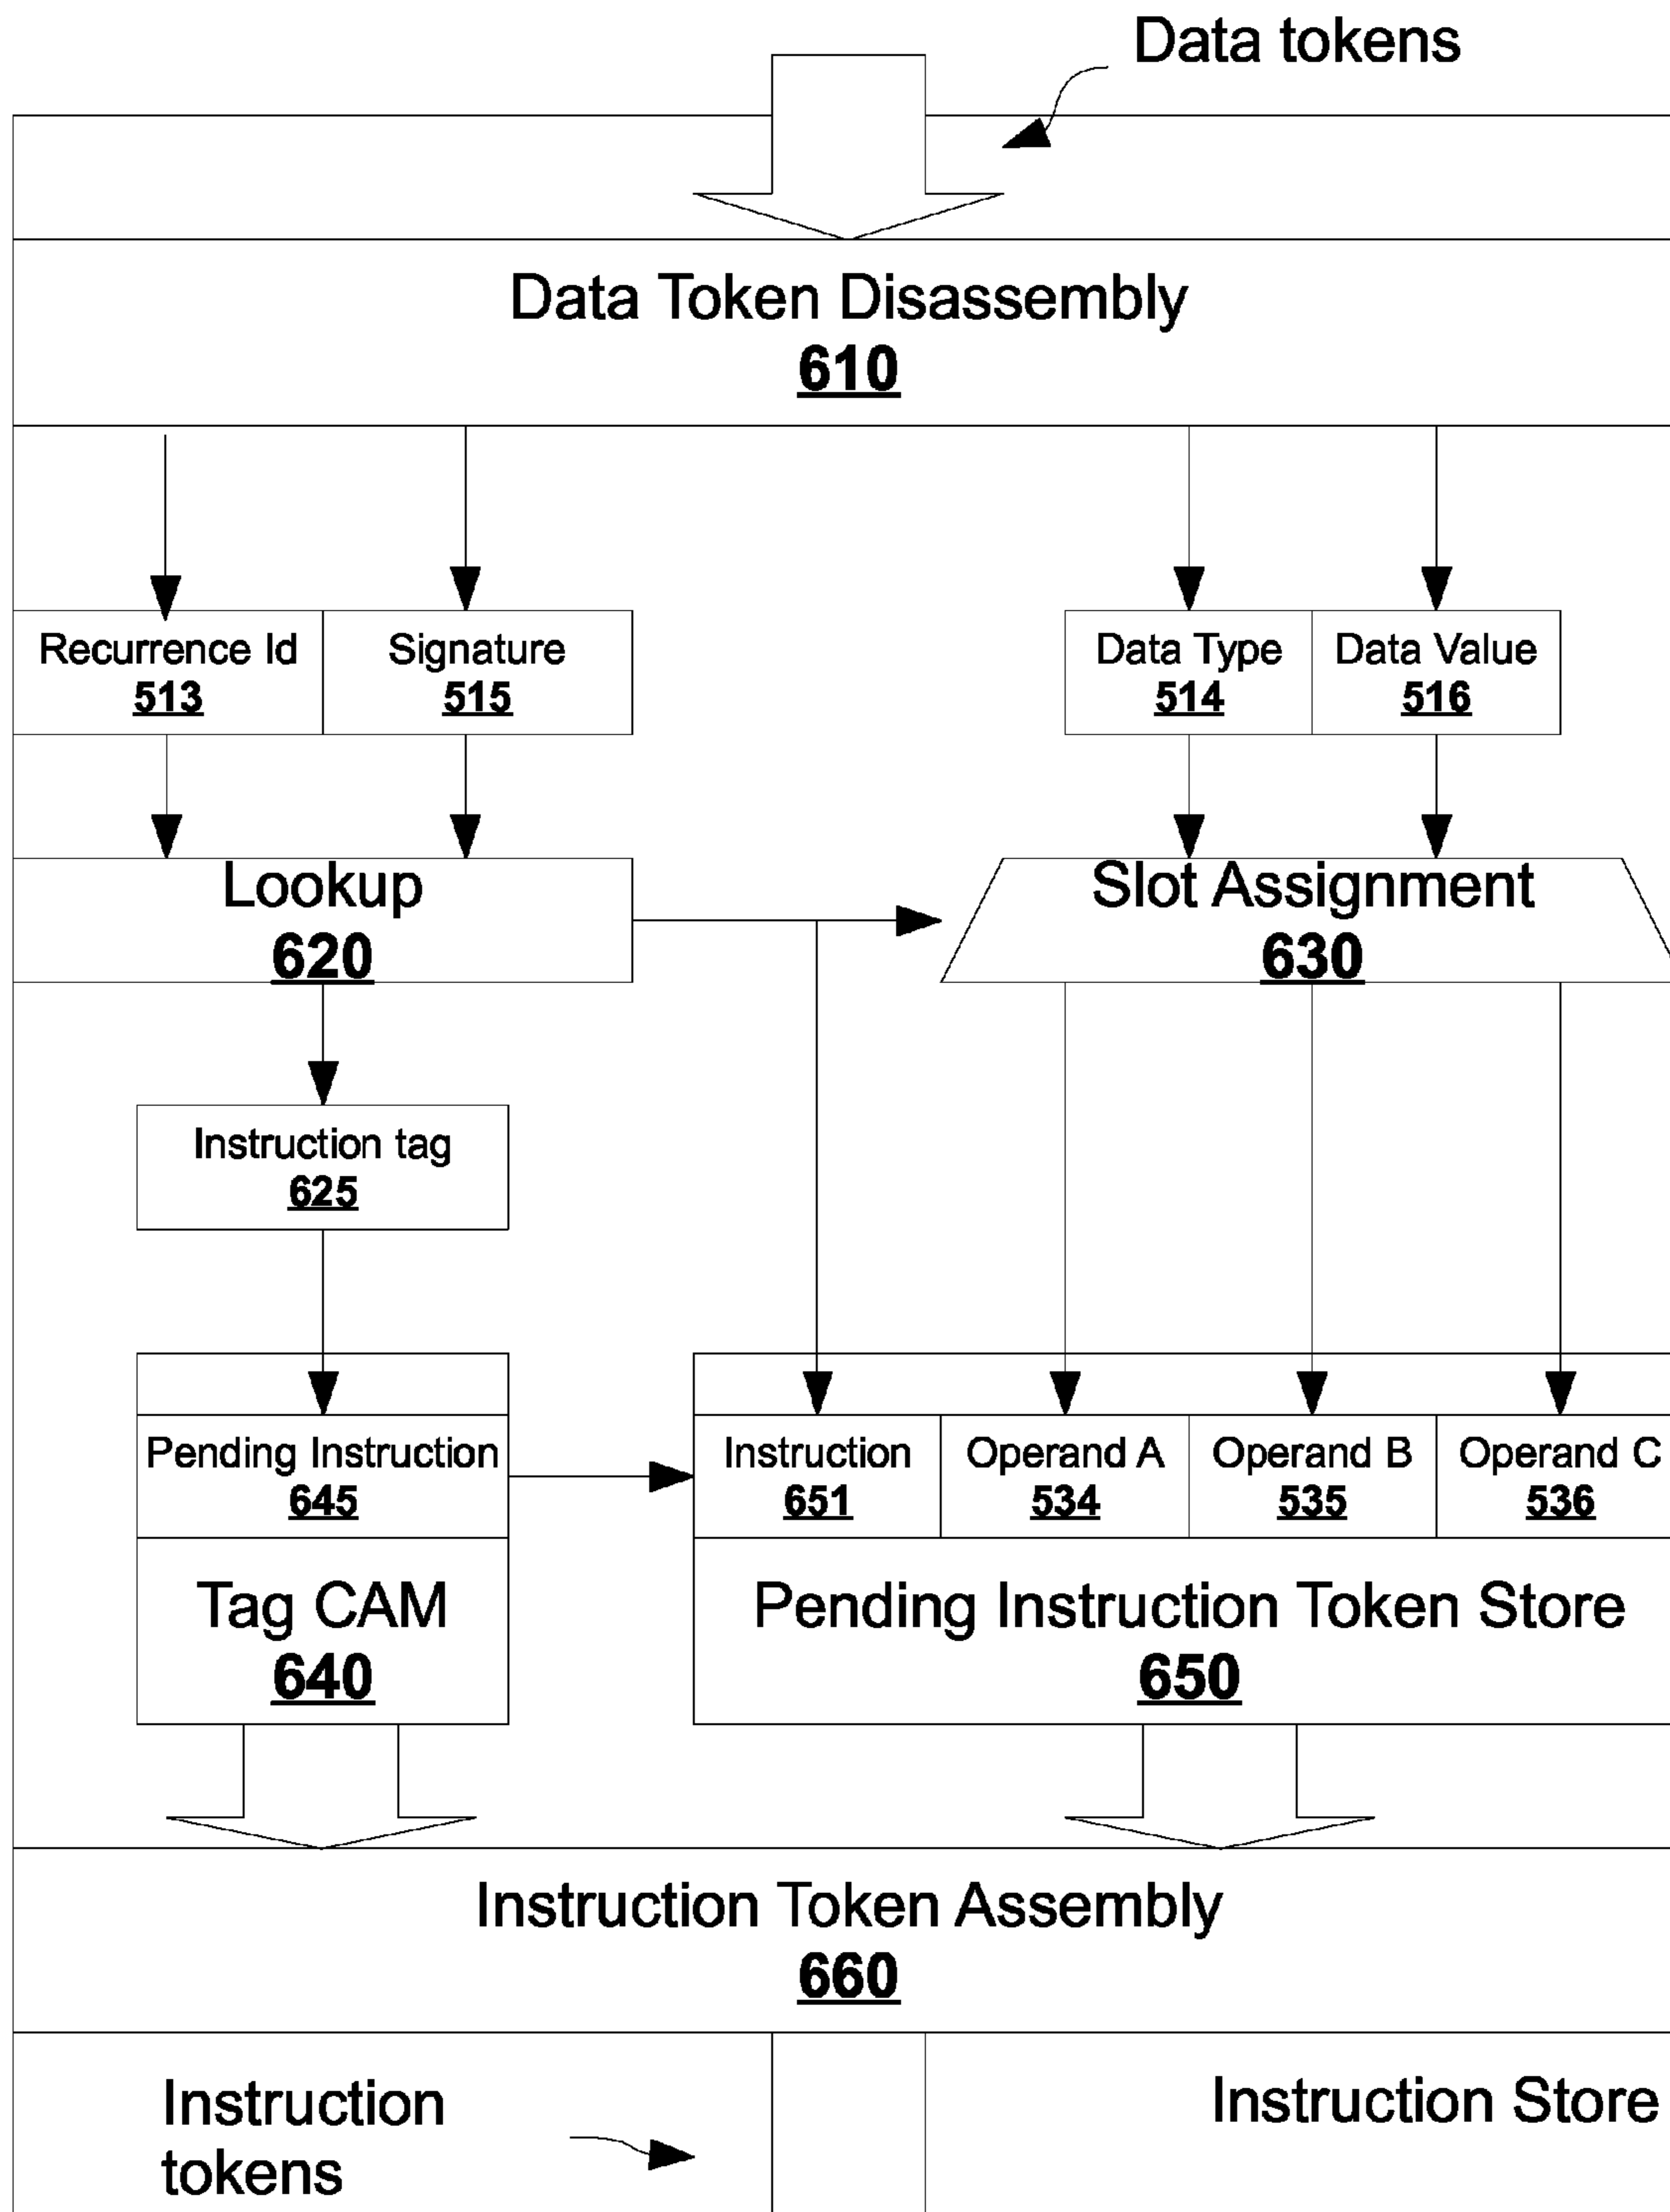 Data tokens
Data Token Disassembly
610
Recurrence Id
513
Signature
515
Data Type
514
Data Value
516
Lookup
620
Slot Assignment
630
Instruction tag
625
Pending Instruction
645
Instruction
651
Operand A
534
Operand B
535
Operand C
536
Tag CAM
640
Pending Instruction Token Store
650
Instruction Token Assembly
660
Instruction
tokens
Instruction Store